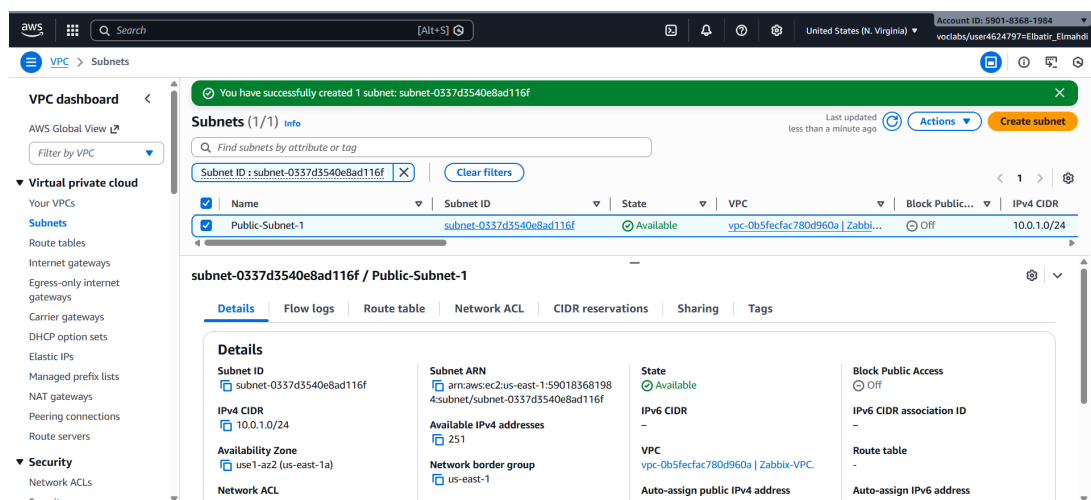 aws
Search
[Alt+S]
United States (N. Virginia)
Account ID: 5901-8368-1984
voclabs/user4624797=Elbatir_Elmahdi
VPC > Subnets
VPC dashboard
AWS Global View
Filter by VPC
Virtual private cloud
Your VPCs
Subnets
Route tables
Internet gateways
Egress-only internet
gateways
Carrier gateways
DHCP option sets
Elastic IPs
Managed prefix lists
NAT gateways
Peering connections
Route servers
Security
Network ACLs
You have successfully created 1 subnet: subnet-0337d3540e8ad116f
Subnets (1/1) Info
Last updated
less than a minute ago
Actions
Create subnet
Find subnets by attribute or tag
Subnet ID : subnet-0337d3540e8ad116f
Clear filters
1
Name Subnet ID State VPC Block Public... IPv4 CIDR
Public-Subnet-1 subnet-0337d3540e8ad116f Available vpc-0b5fecfac780d960a | Zabbi... Off 10.0.1.0/24
subnet-0337d3540e8ad116f / Public-Subnet-1
Details Flow logs Route table Network ACL CIDR reservations Sharing Tags
Details
Subnet ID
subnet-0337d3540e8ad116f
Subnet ARN
arn:aws:ec2:us-east-1:59018368198
4:subnet/subnet-0337d3540e8ad116f
State
Available
Block Public Access
Off
IPv4 CIDR
10.0.1.0/24
Available IPv4 addresses
251
IPv6 CIDR
–
IPv6 CIDR association ID
–
Availability Zone
use1-az2 (us-east-1a)
Network border group
us-east-1
VPC
vpc-0b5fecfac780d960a | Zabbix-VPC.
Route table
-
Network ACL
Auto-assign public IPv4 address
Auto-assign IPv6 address